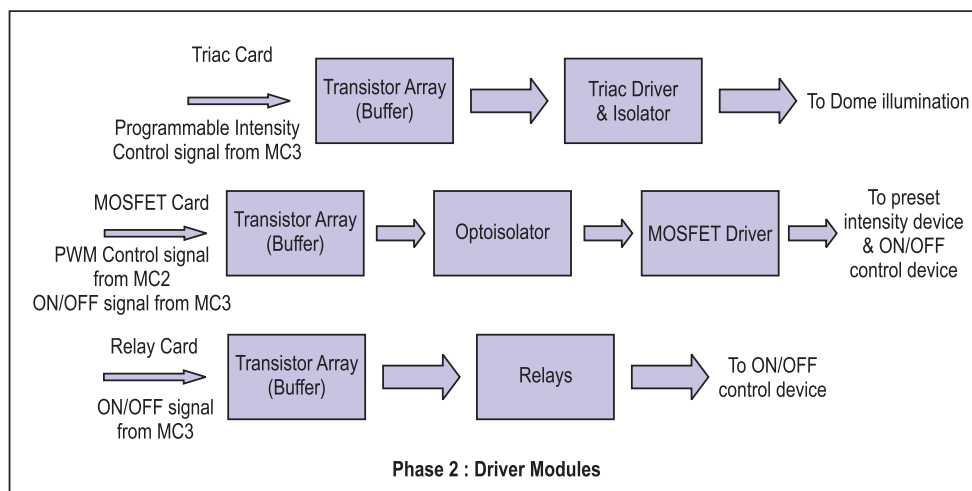 Triac Card
Programmable Intensity
Control signal from MC3
Transistor Array
(Buffer)
Triac Driver
& Isolator
To Dome illumination
MOSFET Card
PWM Control signal
from MC2
ON/OFF signal from MC3
Transistor Array
(Buffer)
Optoisolator
MOSFET Driver
To preset
intensity device
& ON/OFF
control device
Relay Card
ON/OFF signal
from MC3
Transistor Array
(Buffer)
Relays
To ON/OFF
control device
Phase 2 : Driver Modules